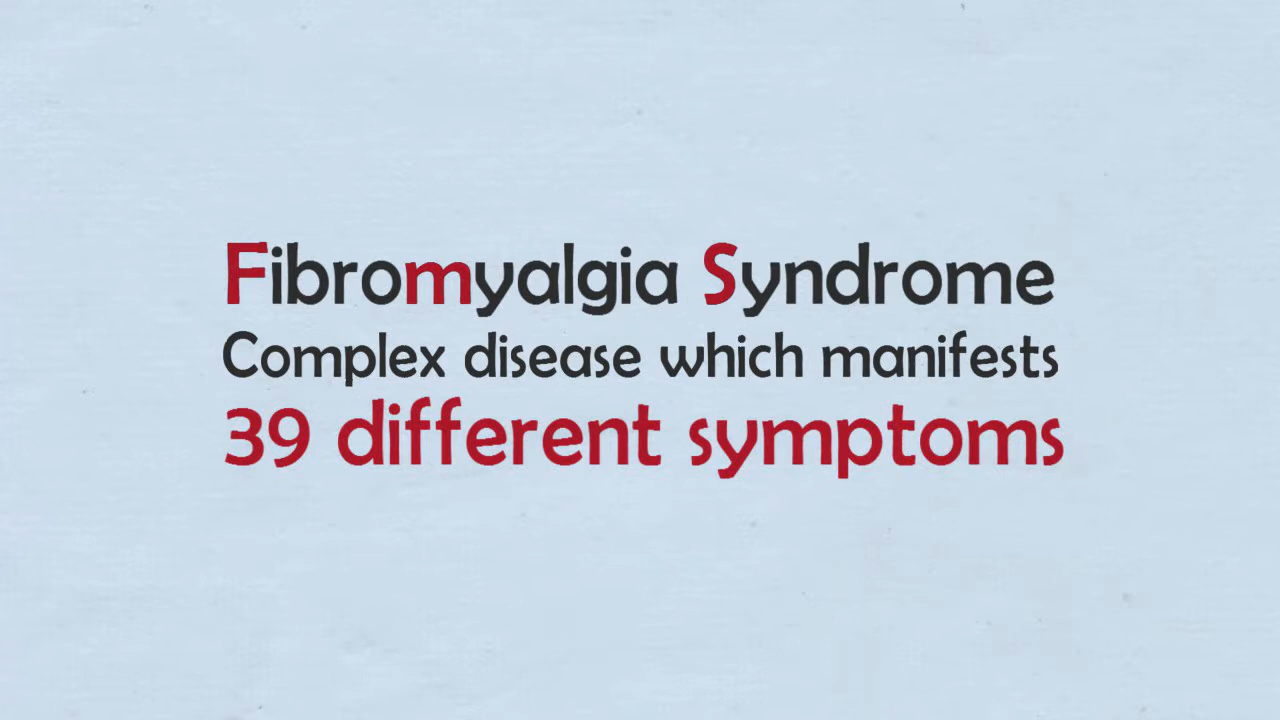 Fibromyalgia Syndrome
Complex disease which manifests
39 different symptoms